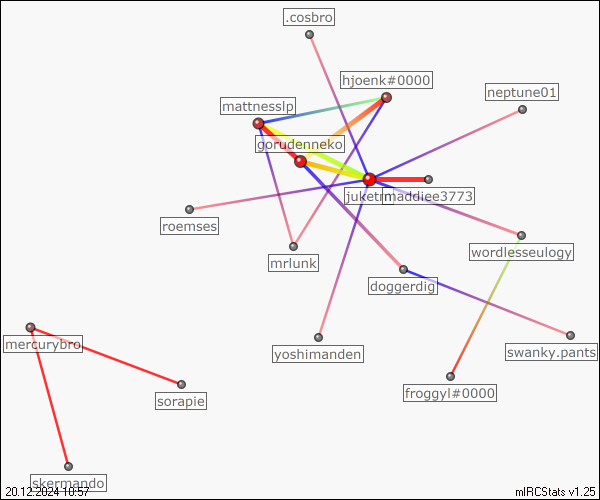 .cosbro
hjoenk#0000
neptune01
mattnesslp
gorudenneko
maddiee3773
roemses
wordlesseulogy
mrlunk
doggerdig
mercurybro
yoshimanden
swanky.pants
froggyl#0000
sorapie
skermando
20.12.2024 10:57
mIRCStats v1.25